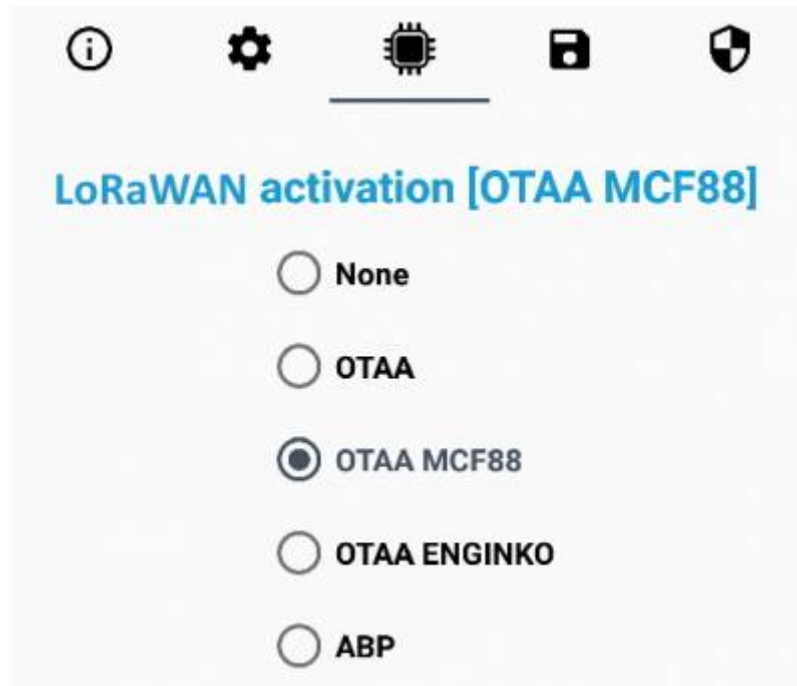 LoRaWAN activation [OTAA MCF88]
None
OTAA
OTAA MCF88
OTAA ENGINKO
ABP